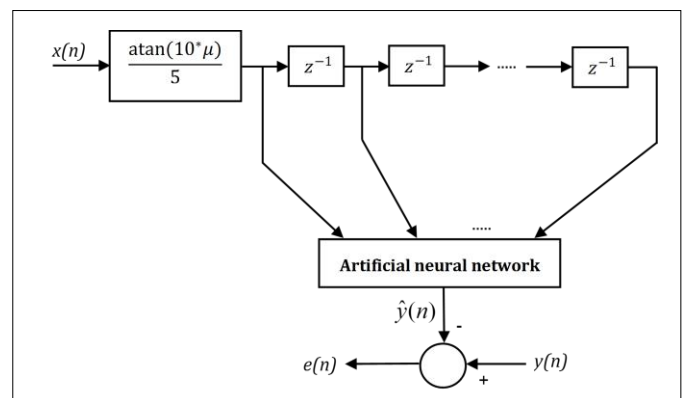 x(n)
atan(10*μ)
5
z⁻¹
z⁻¹
.....
z⁻¹
.....
Artificial neural network
ŷ(n)
-
e(n)
y(n)
+